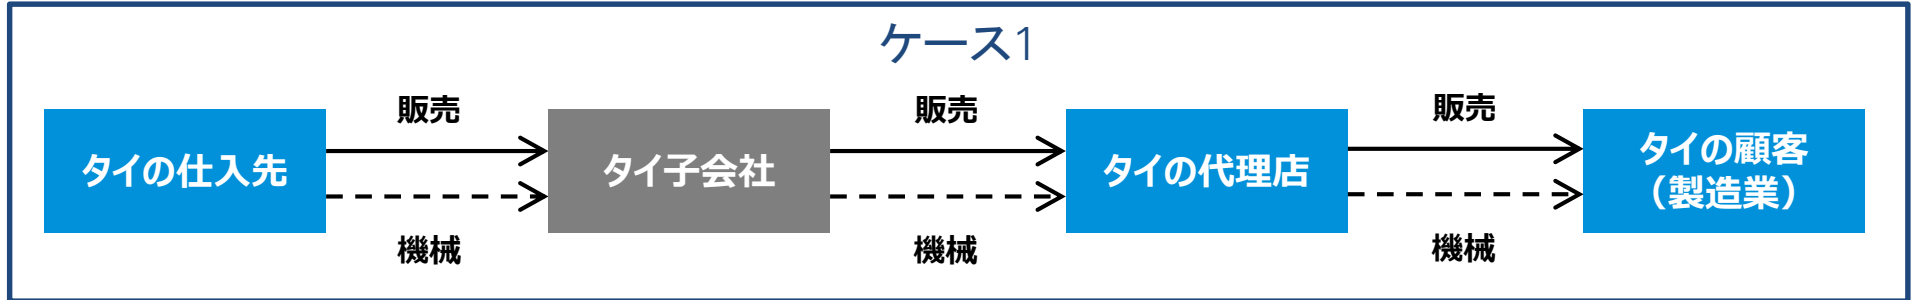 ケース1
販売
販売
販売
タイの仕入先
タイ子会社
タイの代理店
タイの顧客
（製造業）
機械
機械
機械